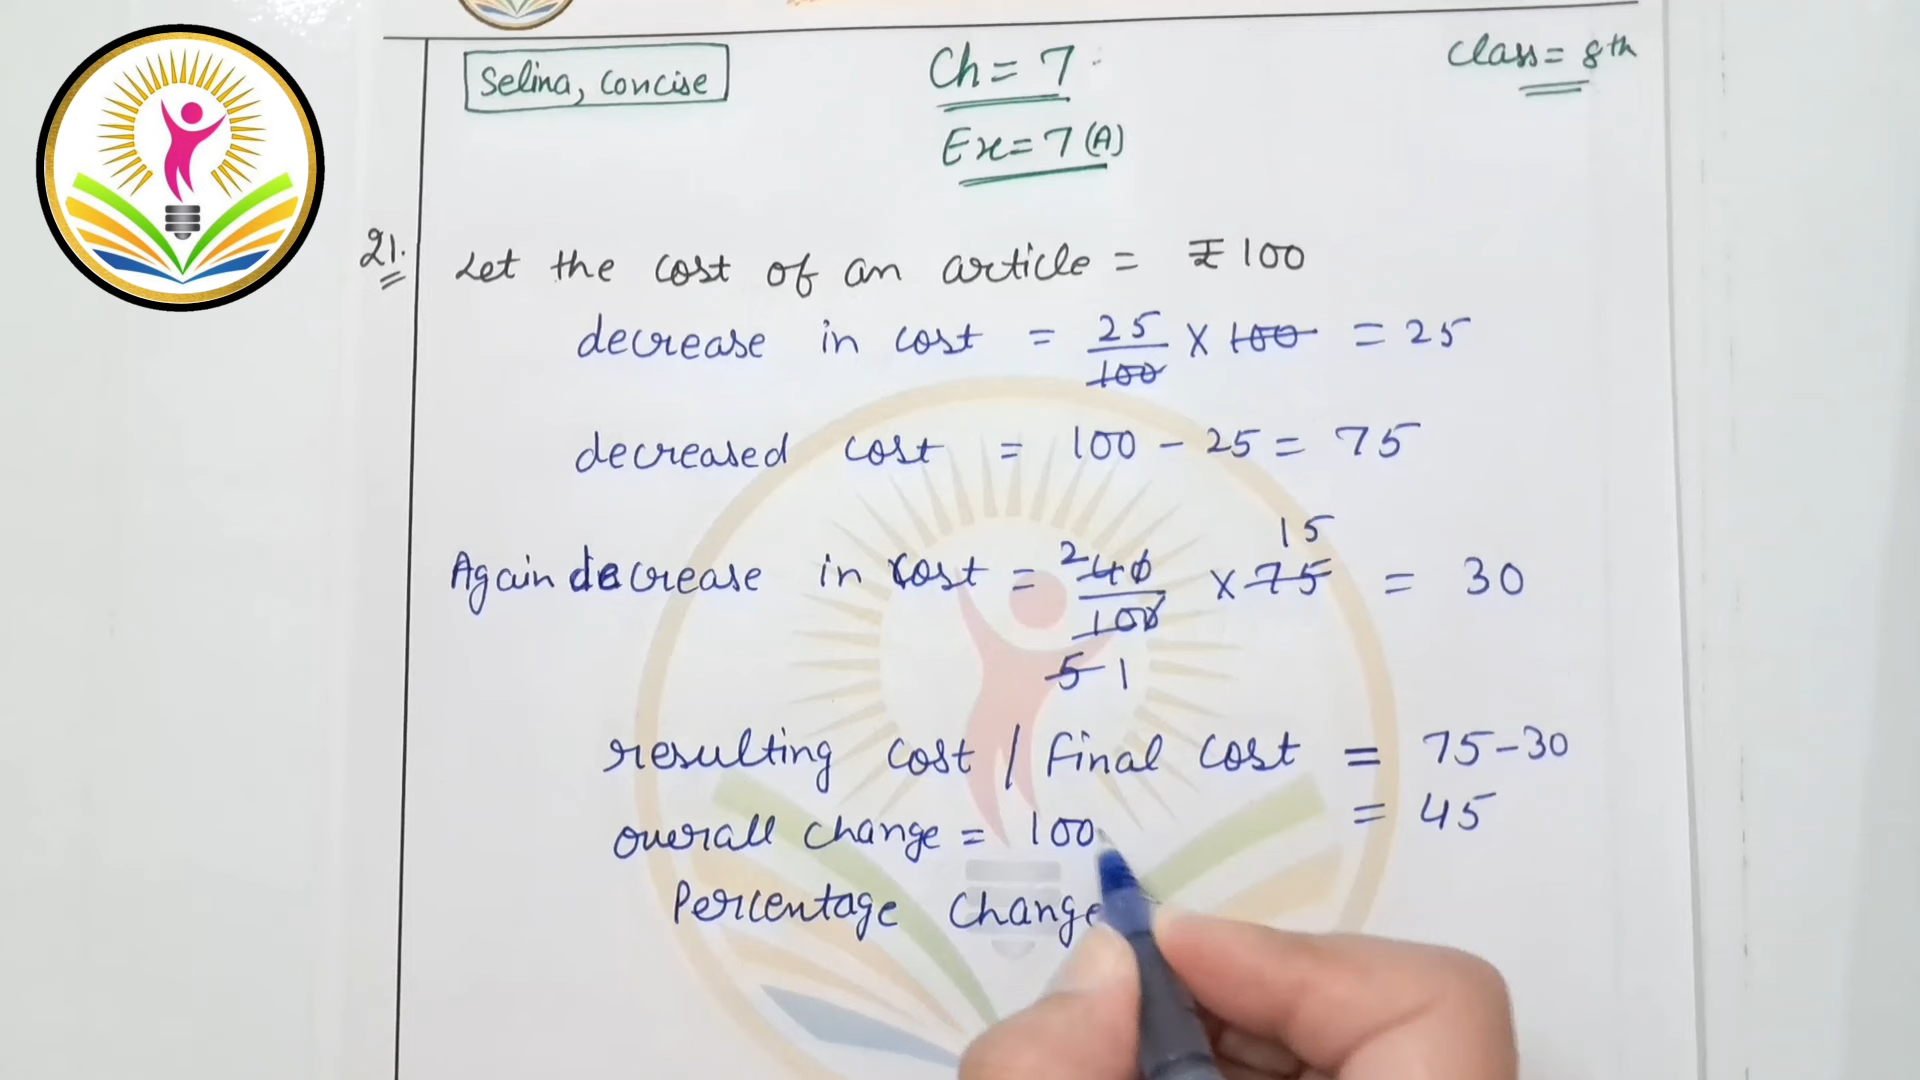 Selina, Concise
Ch = 7
Class = 8th
Ex = 7(A)
21. Let the cost of an article = ₹ 100
decrease in cost = 25/100 × 100 = 25
decreased cost = 100 - 25 = 75
15
Again decrease in cost = 2 40/100 × 75 = 30
5 1
resulting cost / final cost = 75-30
overall change = 100 = 45
Percentage Change